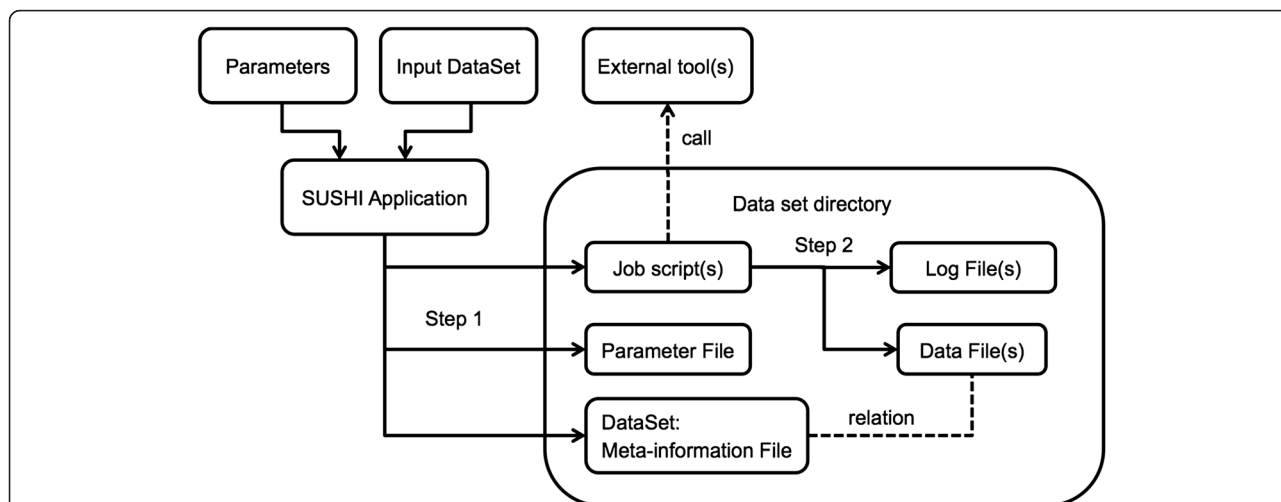 Parameters
Input DataSet
External tool(s)
call
SUSHI Application
Data set directory
Job script(s)
Step 2
Log File(s)
Step 1
Parameter File
Data File(s)
DataSet:
Meta-information File
relation